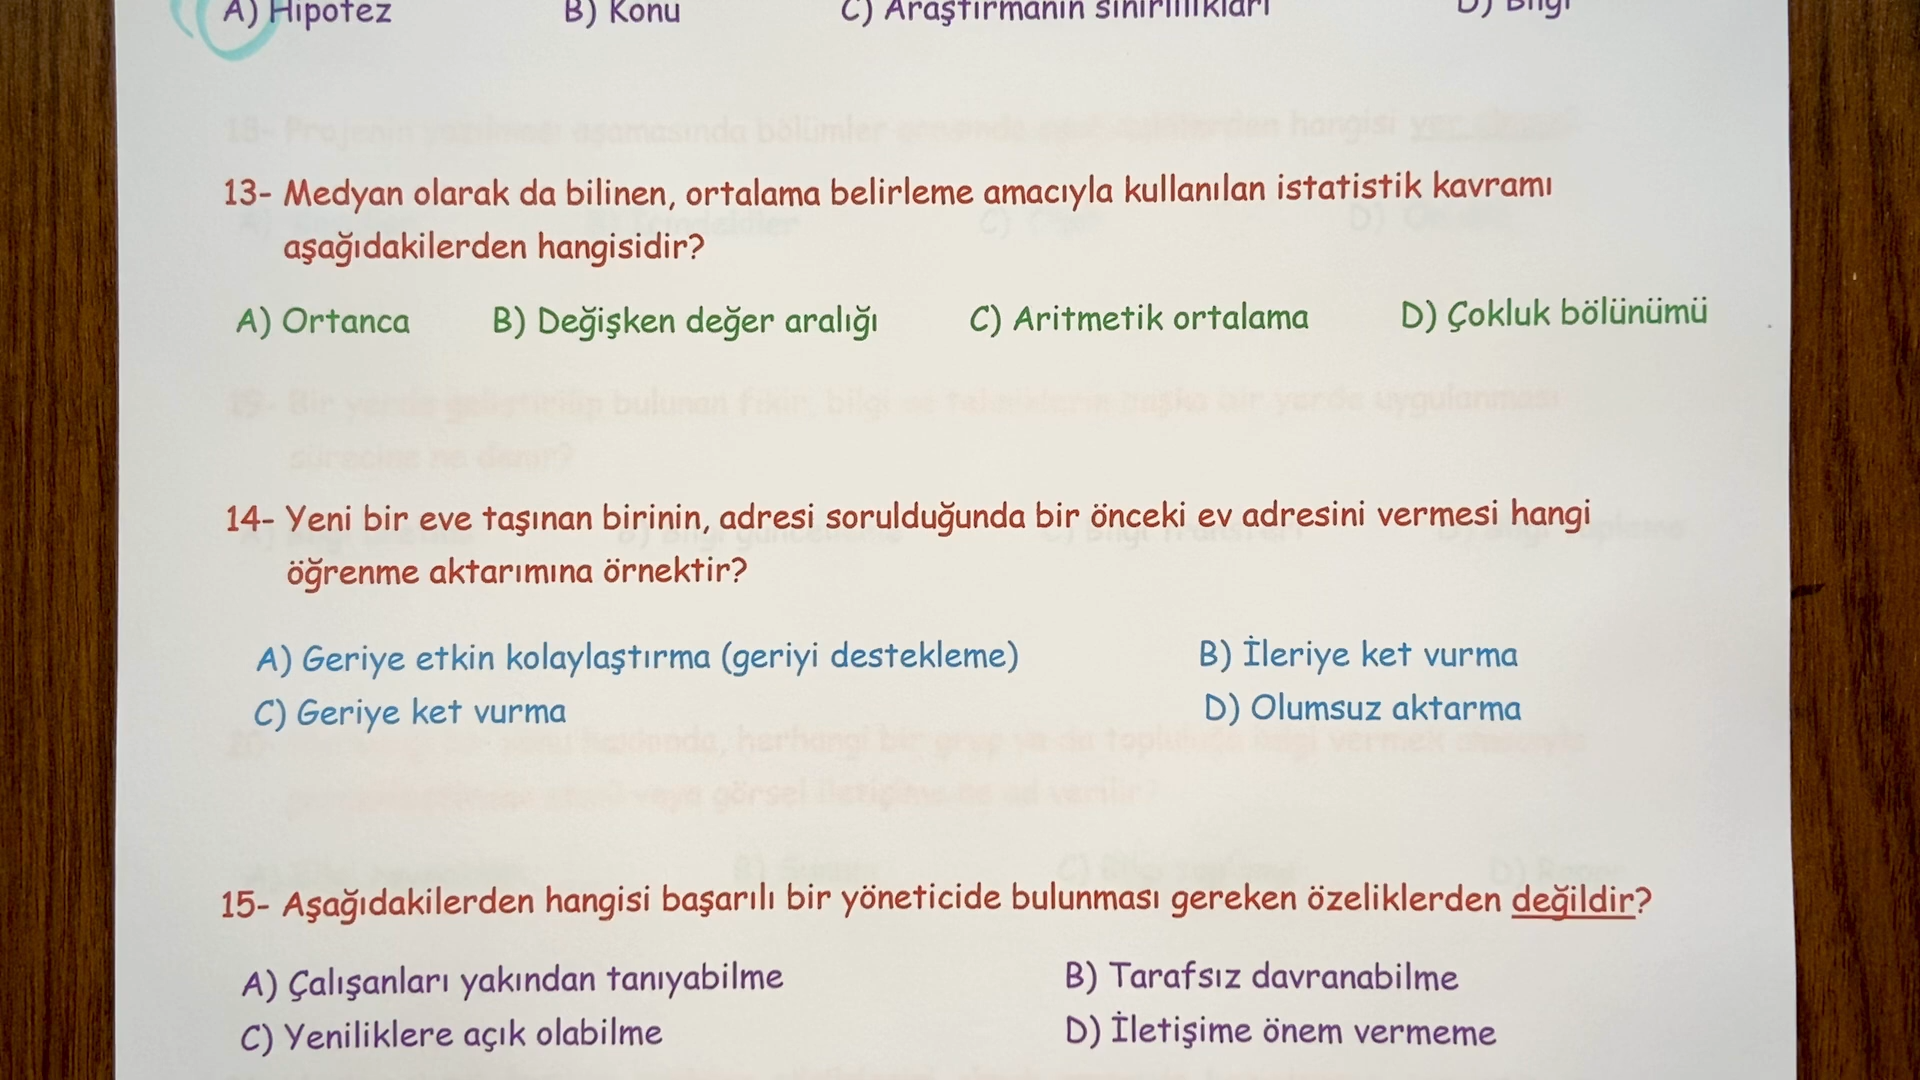 A) Hipotez B) Konu C) Araştırmanın sınırlılıkları D) Bilgi
13- Medyan olarak da bilinen, ortalama belirleme amacıyla kullanılan istatistik kavramı
aşağıdakilerden hangisidir?
A) Ortanca B) Değişken değer aralığı C) Aritmetik ortalama D) Çokluk bölünümü
14- Yeni bir eve taşınan birinin, adresi sorulduğunda bir önceki ev adresini vermesi hangi
öğrenme aktarımına örnektir?
A) Geriye etkin kolaylaştırma (geriyi destekleme) B) İleriye ket vurma
C) Geriye ket vurma D) Olumsuz aktarma
15- Aşağıdakilerden hangisi başarılı bir yöneticide bulunması gereken özeliklerden değildir?
A) Çalışanları yakından tanıyabilme B) Tarafsız davranabilme
C) Yeniliklere açık olabilme D) İletişime önem vermeme